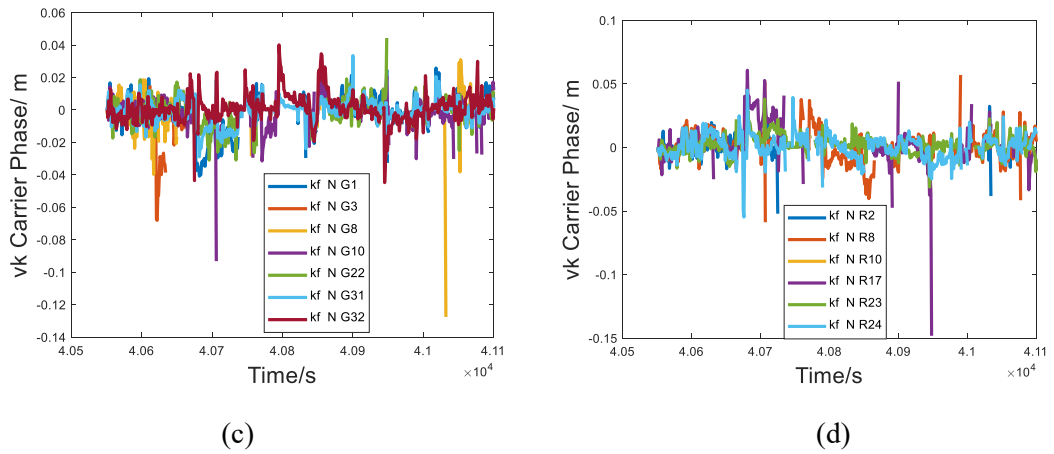 vk Carrier Phase/ m
0.06
0.04
0.02
0
-0.02
-0.04
-0.06
-0.08
-0.1
-0.12
-0.14
kf N G1
kf N G3
kf N G8
kf N G10
kf N G22
kf N G31
kf N G32
4.05 4.06 4.07 4.08 4.09 4.1 4.11
×10⁴
Time/s
(c)
vk Carrier Phase/ m
0.1
0.05
0
-0.05
-0.1
-0.15
kf N R2
kf N R8
kf N R10
kf N R17
kf N R23
kf N R24
4.05 4.06 4.07 4.08 4.09 4.1 4.11
×10⁴
Time/s
(d)